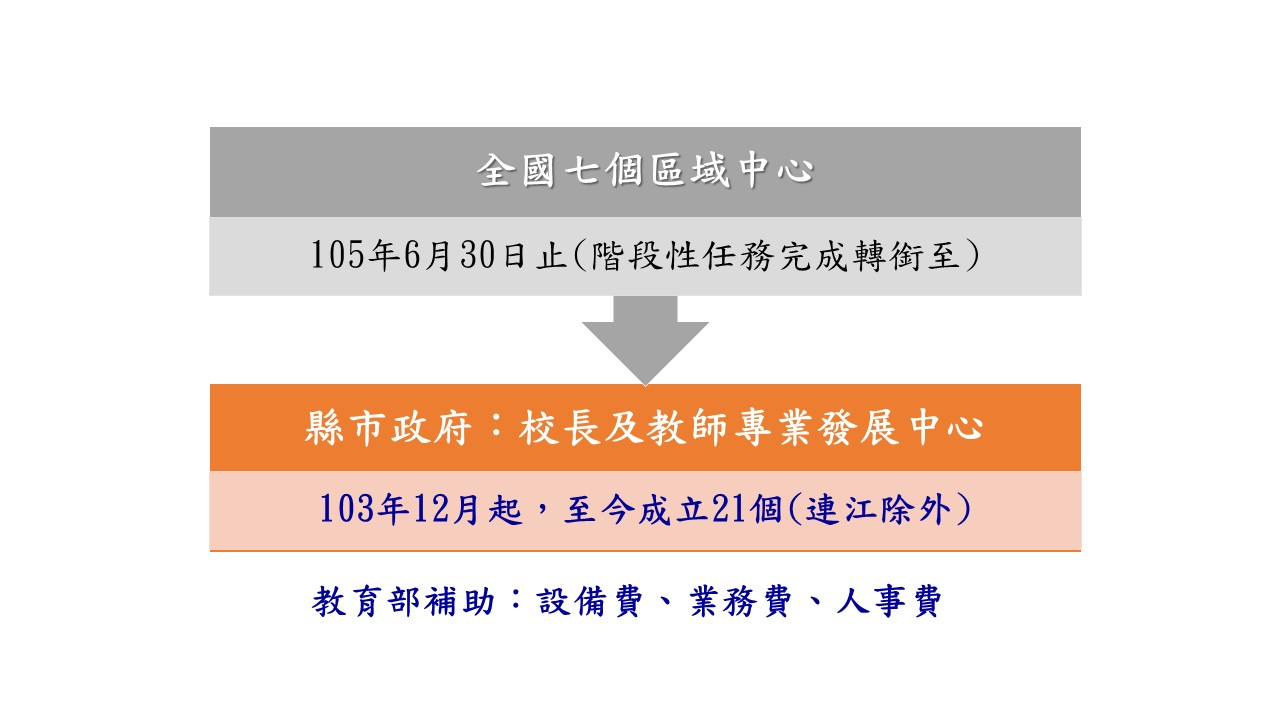 全國七個區域中心
105年6月30日止(階段性任務完成轉銜至)
縣市政府：校長及教師專業發展中心
103年12月起，至今成立21個(連江除外)
教育部補助：設備費、業務費、人事費